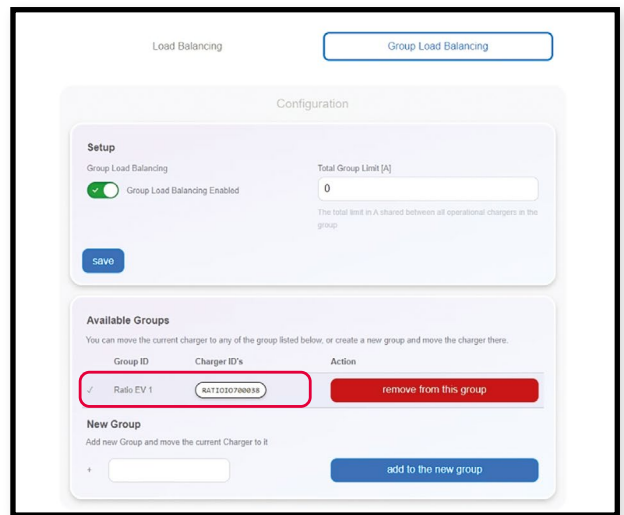 Load Balancing
Group Load Balancing
Configuration
Setup
Group Load Balancing
Group Load Balancing Enabled
Total Group Limit [A]
0
The total limit in A shared between all operational chargers in the
group
save
Available Groups
You can move the current charger to any of the group listed below, or create a new group and move the charger there.
Group ID Charger ID's Action
✓ Ratio EV 1 RATIOIO700038 remove from this group
New Group
Add new Group and move the current Charger to it
+ add to the new group